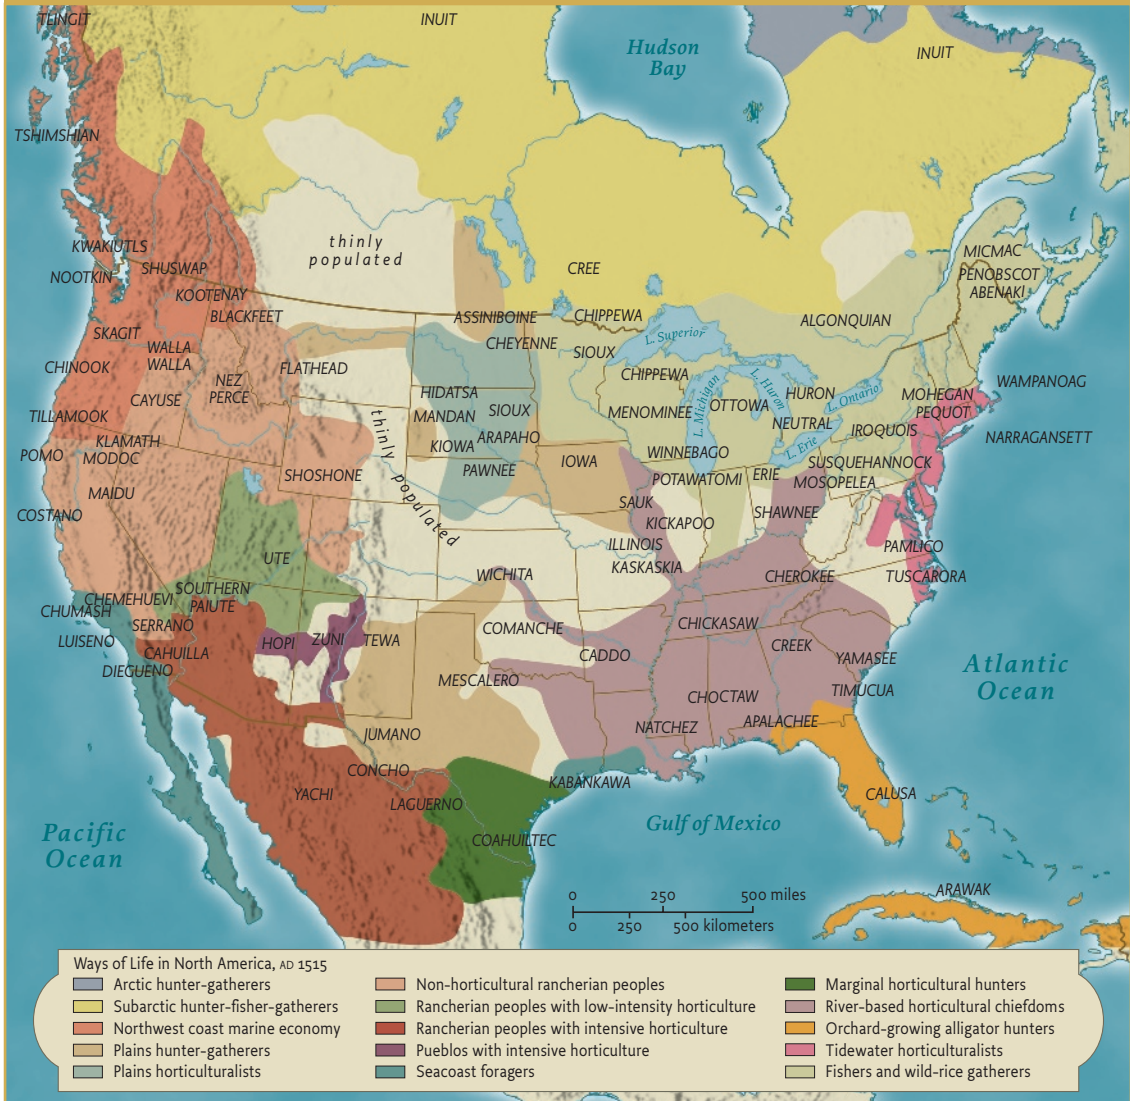 TLINGIT
INUIT
Hudson
Bay
INUIT
TSHIMSHIAN
KWAKIUTLS
NOOTKIN
SHUSWAP
KOOTENAY
BLACKFEET
thinly
populated
CREE
MICMAC
PENOBSCOT
ABENAKI
SKAGIT
WALLA
WALLA
CHINOOK
NEZ
PERCE
CAYUSE
TILLAMOOK
FLATHEAD
ASSINIBOINE
CHEYENNE
CHIPPEWA
SIOUX
L. Superior
CHIPPEWA
ALGONQUIAN
HIDATSA
MANDAN
SIOUX
KIOWA
ARAPAHO
PAWNEE
MENOMINEE
L. Michigan
OTTOWA
L. Huron
HURON
NEUTRAL
L. Ontario
L. Erie
IROQUOIS
MOHEGAN
PEQUOT
WAMPANOAG
NARRAGANSETT
KLAMATH
MODOC
POMO
MAIDU
COSTANO
SHOSHONE
thinly populated
IOWA
WINNEBAGO
POTAWATOMI
ERIE
SUSQUEHANNOCK
MOSOPELEA
SAUK
KICKAPOO
SHAWNEE
ILLINOIS
KASKASKIA
PAMLICO
TUSCARORA
UTE
SOUTHERN
PAIUTE
CHEMEHUEVI
CHUMASH
SERRANO
LUISENO
CAHUILLA
DIEGUENO
HOPI
ZUNI
TEWA
WICHITA
COMANCHE
CADDO
MESCALERO
CHEROKEE
CHICKASAW
CREEK
YAMASEE
TIMUCUA
CHOCTAW
NATCHEZ
APALACHEE
Atlantic
Ocean
JUMANO
CONCHO
YACHI
LAGUERNO
KABANKAWA
COAHUILTEC
CALUSA
Pacific
Ocean
Gulf of Mexico
ARAWAK
0 250 500 miles
0 250 500 kilometers
Ways of Life in North America, AD 1515
Arctic hunter-gatherers
Subarctic hunter-fisher-gatherers
Northwest coast marine economy
Plains hunter-gatherers
Plains horticulturalists
Non-horticultural rancherian peoples
Rancherian peoples with low-intensity horticulture
Rancherian peoples with intensive horticulture
Pueblos with intensive horticulture
Seacoast foragers
Marginal horticultural hunters
River-based horticultural chiefdoms
Orchard-growing alligator hunters
Tidewater horticulturalists
Fishers and wild-rice gatherers